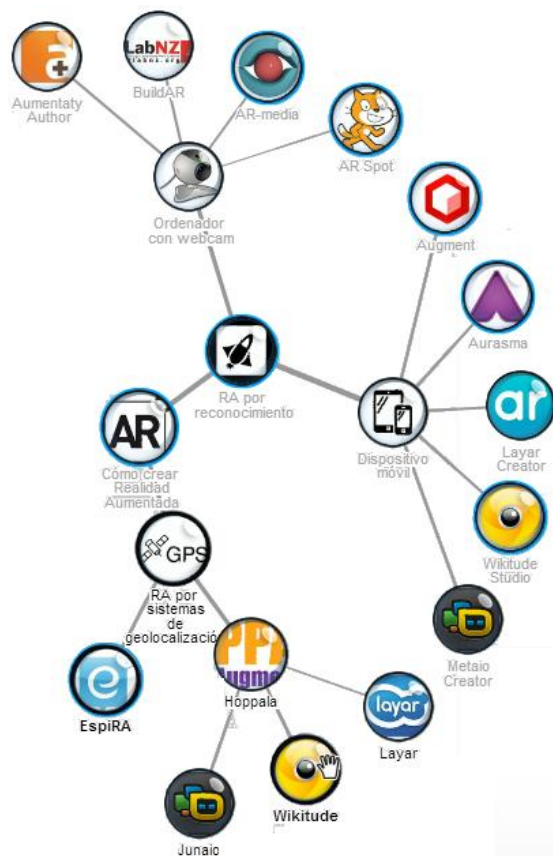 LabNZ
Aumentaty
Author
BuildAR
AR-media
AR Spot
Ordenador
con webcam
Augment
Aurasma
RA por
reconocimiento
ar
Layar
Creator
AR
Dispositivo
móvil
Cómo crear
Realidad
Aumentada
Wikitude
Studio
GPS
RA por
sistemas
de
geolocalizació
Metaio
Creator
e
Hoppala
layar
EspiRA
Layar
Wikitude
Junaio